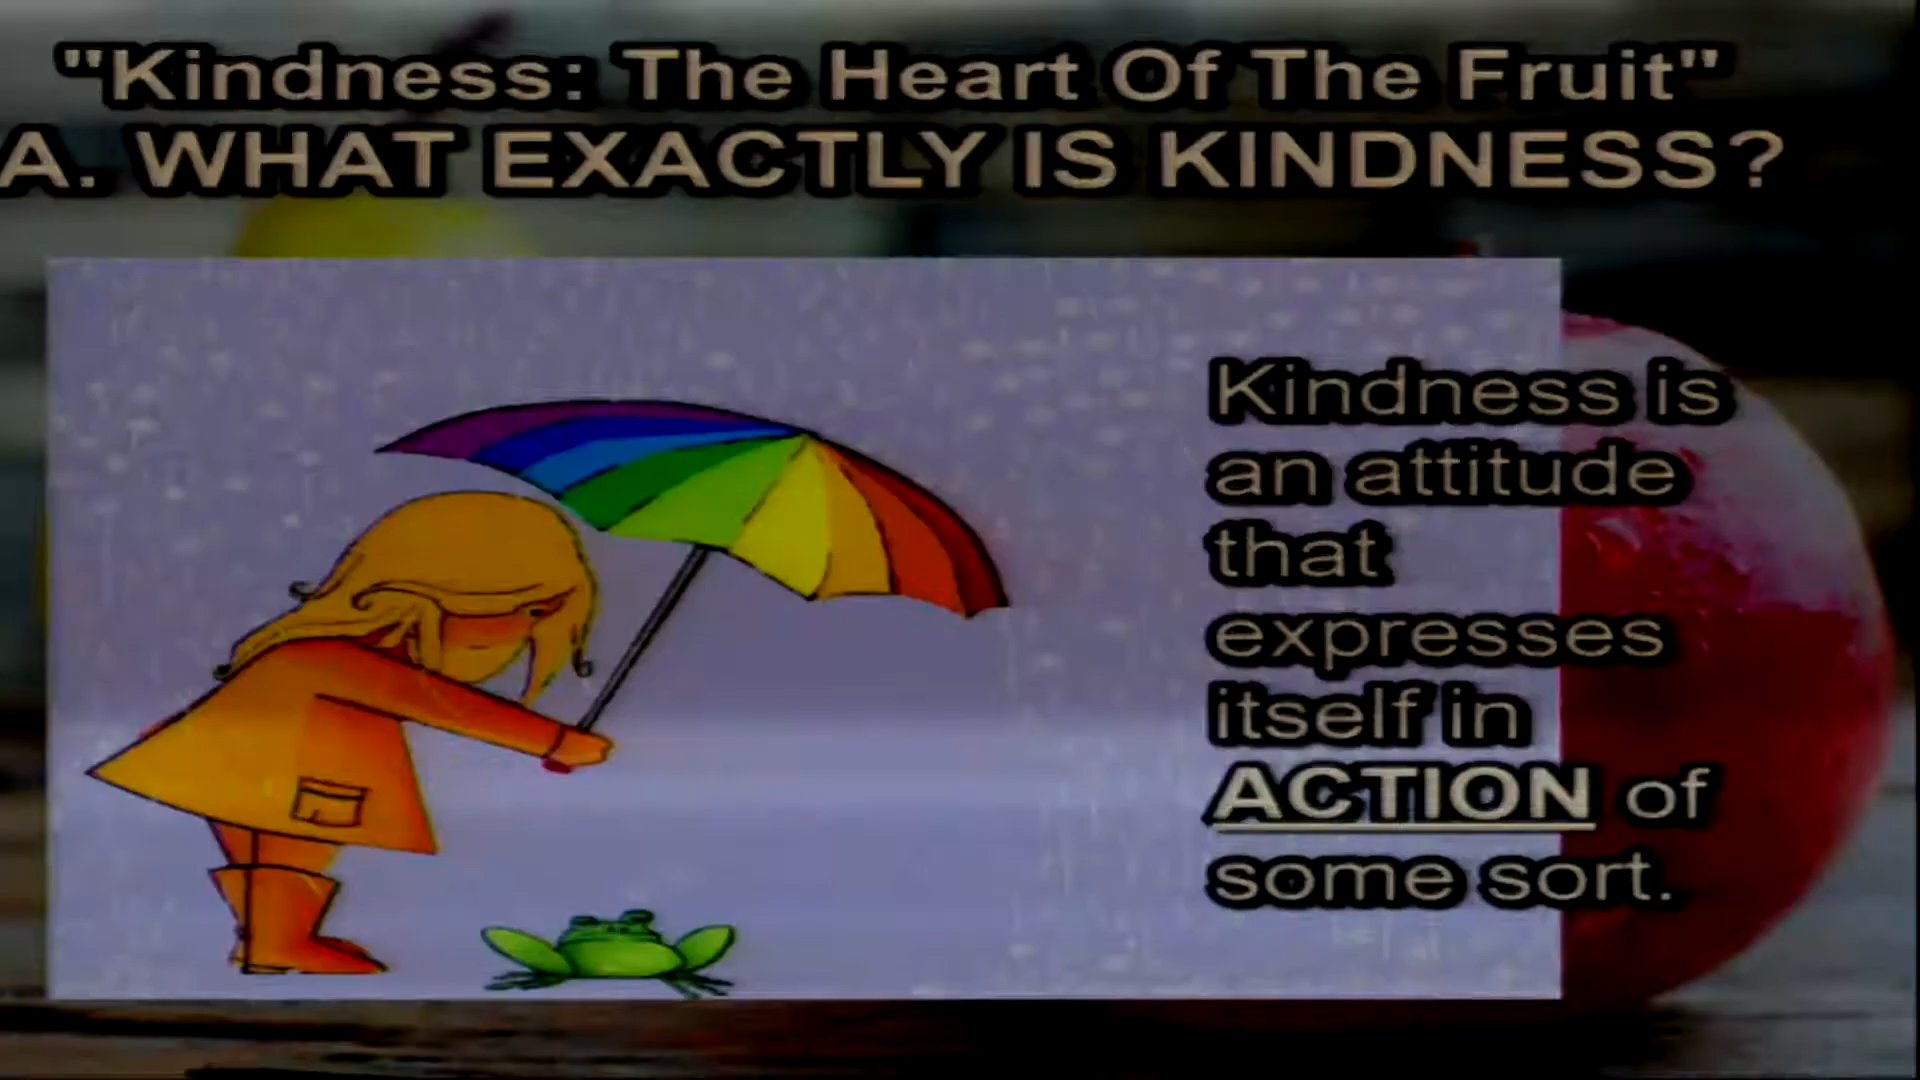 "Kindness: The Heart Of The Fruit"
A. WHAT EXACTLY IS KINDNESS?
Kindness is
an attitude
that
expresses
itself in
ACTION of
some sort.